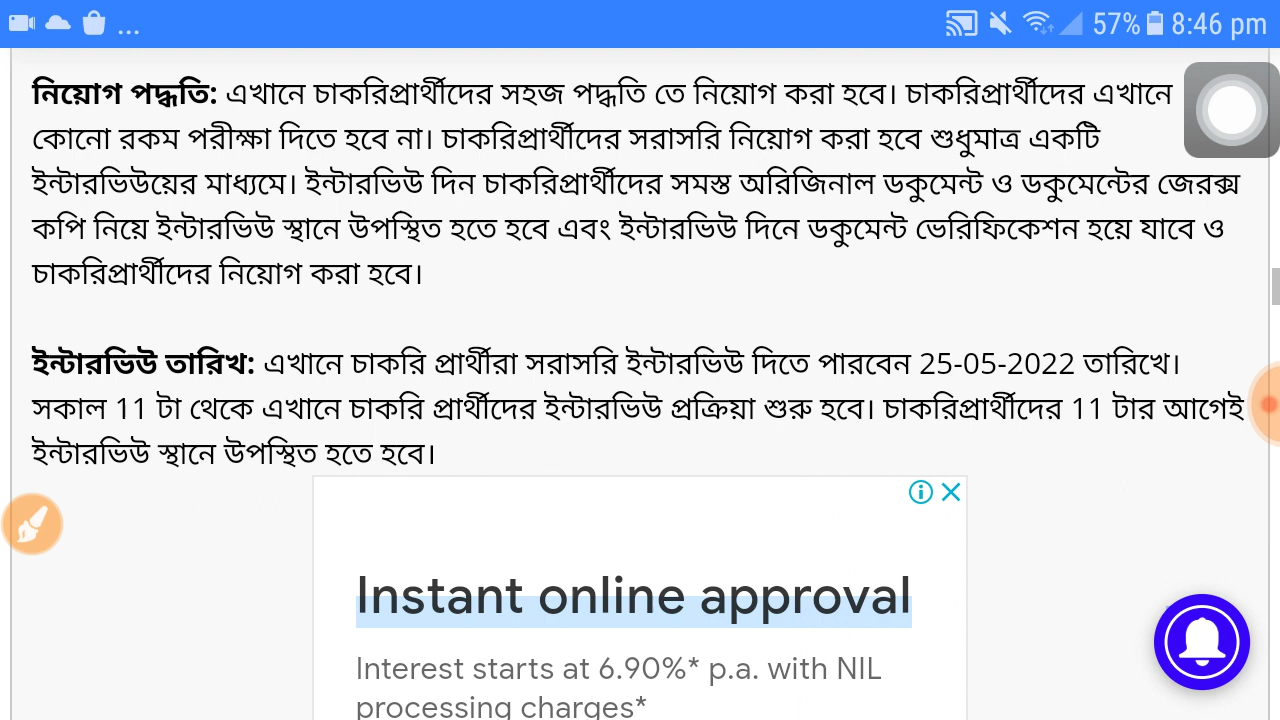 ... 57% 8:46 pm
নিয়োগ পদ্ধতি: এখানে চাকরিপ্রার্থীদের সহজ পদ্ধতি তে নিয়োগ করা হবে। চাকরিপ্রার্থীদের এখানে
কোনো রকম পরীক্ষা দিতে হবে না। চাকরিপ্রার্থীদের সরাসরি নিয়োগ করা হবে শুধুমাত্র একটি
ইন্টারভিউয়ের মাধ্যমে। ইন্টারভিউ দিন চাকরিপ্রার্থীদের সমস্ত অরিজিনাল ডকুমেন্ট ও ডকুমেন্টের জেরক্স
কপি নিয়ে ইন্টারভিউ স্থানে উপস্থিত হতে হবে এবং ইন্টারভিউ দিনে ডকুমেন্ট ভেরিফিকেশন হয়ে যাবে ও
চাকরিপ্রার্থীদের নিয়োগ করা হবে।
ইন্টারভিউ তারিখ: এখানে চাকরি প্রার্থীরা সরাসরি ইন্টারভিউ দিতে পারবেন 25-05-2022 তারিখে।
সকাল 11 টা থেকে এখানে চাকরি প্রার্থীদের ইন্টারভিউ প্রক্রিয়া শুরু হবে। চাকরিপ্রার্থীদের 11 টার আগেই
ইন্টারভিউ স্থানে উপস্থিত হতে হবে।
Instant online approval
Interest starts at 6.90%* p.a. with NIL
processing charges*